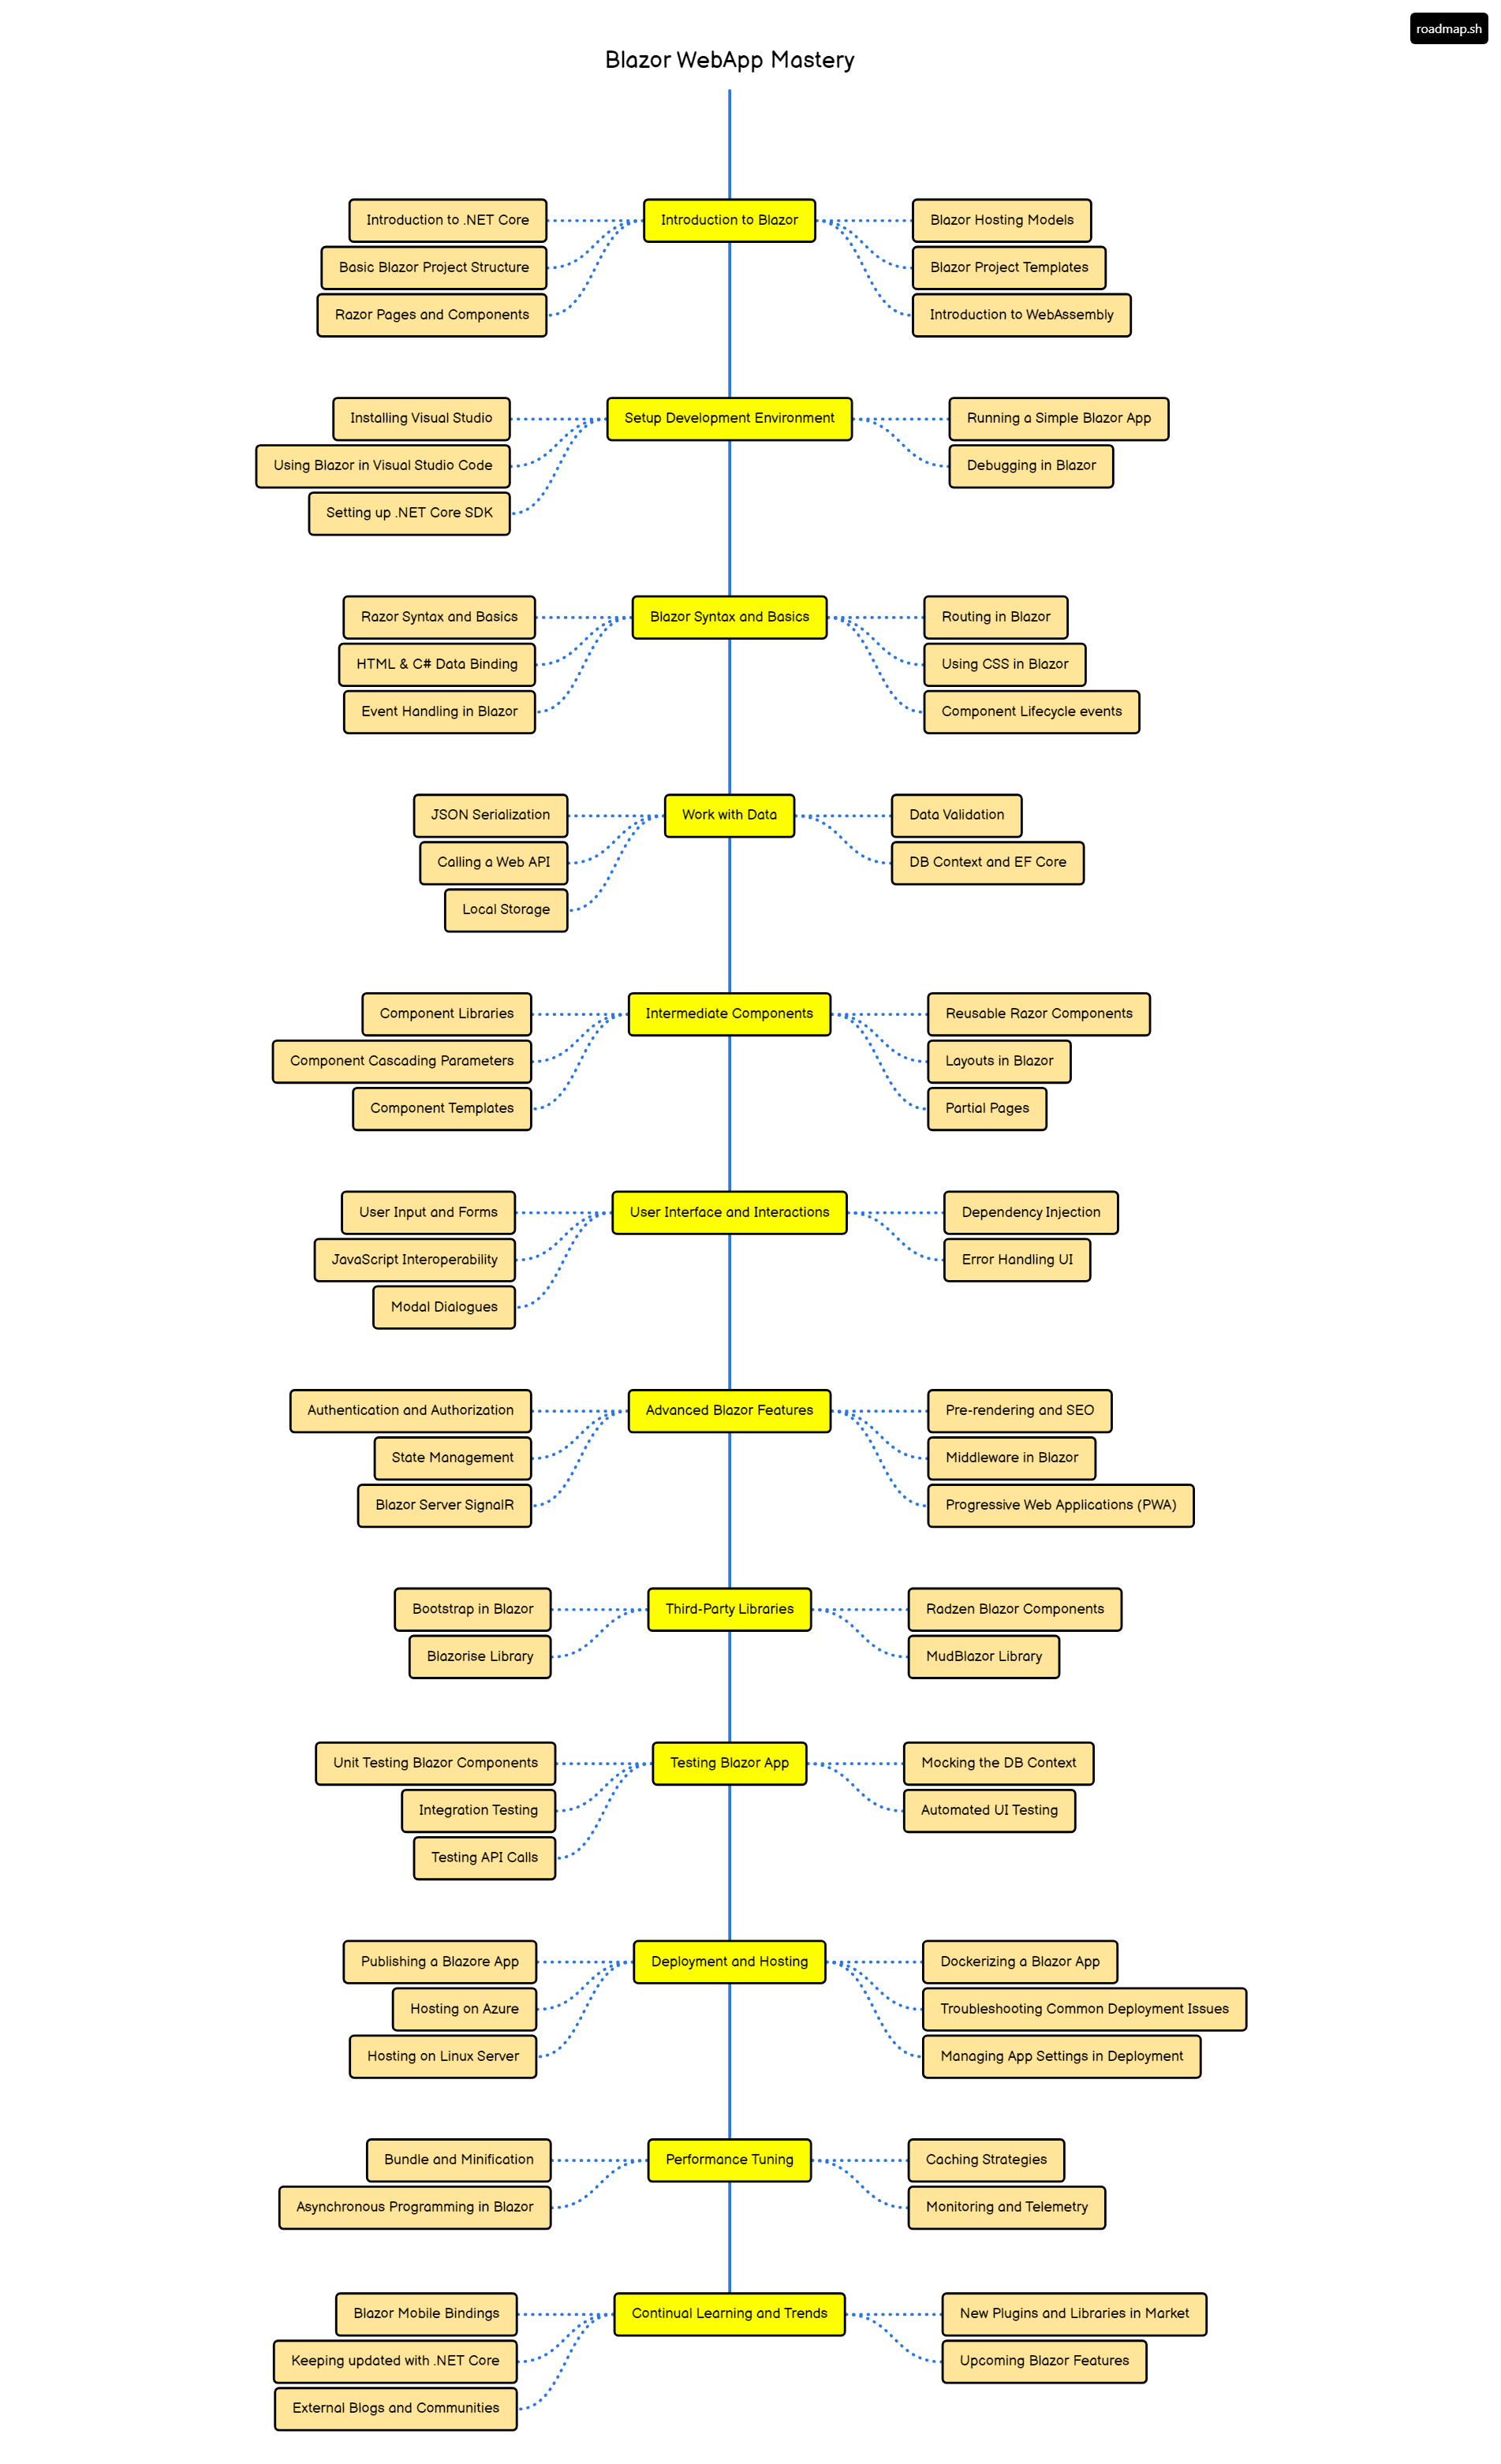 roadmap.sh
Blazor WebApp Mastery
Introduction to .NET Core
Introduction to Blazor
Blazor Hosting Models
Basic Blazor Project Structure
Blazor Project Templates
Razor Pages and Components
Introduction to WebAssembly
Installing Visual Studio
Setup Development Environment
Running a Simple Blazor App
Using Blazor in Visual Studio Code
Debugging in Blazor
Setting up .NET Core SDK
Razor Syntax and Basics
Blazor Syntax and Basics
Routing in Blazor
HTML & C# Data Binding
Using CSS in Blazor
Event Handling in Blazor
Component Lifecycle events
JSON Serialization
Work with Data
Data Validation
Calling a Web API
DB Context and EF Core
Local Storage
Component Libraries
Intermediate Components
Reusable Razor Components
Component Cascading Parameters
Layouts in Blazor
Component Templates
Partial Pages
User Input and Forms
User Interface and Interactions
Dependency Injection
JavaScript Interoperability
Error Handling UI
Modal Dialogues
Authentication and Authorization
Advanced Blazor Features
Pre-rendering and SEO
State Management
Middleware in Blazor
Blazor Server SignalR
Progressive Web Applications (PWA)
Bootstrap in Blazor
Third-Party Libraries
Radzen Blazor Components
Blazorise Library
MudBlazor Library
Unit Testing Blazor Components
Testing Blazor App
Mocking the DB Context
Integration Testing
Automated UI Testing
Testing API Calls
Publishing a Blazore App
Deployment and Hosting
Dockerizing a Blazor App
Hosting on Azure
Troubleshooting Common Deployment Issues
Hosting on Linux Server
Managing App Settings in Deployment
Bundle and Minification
Performance Tuning
Caching Strategies
Asynchronous Programming in Blazor
Monitoring and Telemetry
Blazor Mobile Bindings
Continual Learning and Trends
New Plugins and Libraries in Market
Keeping updated with .NET Core
Upcoming Blazor Features
External Blogs and Communities